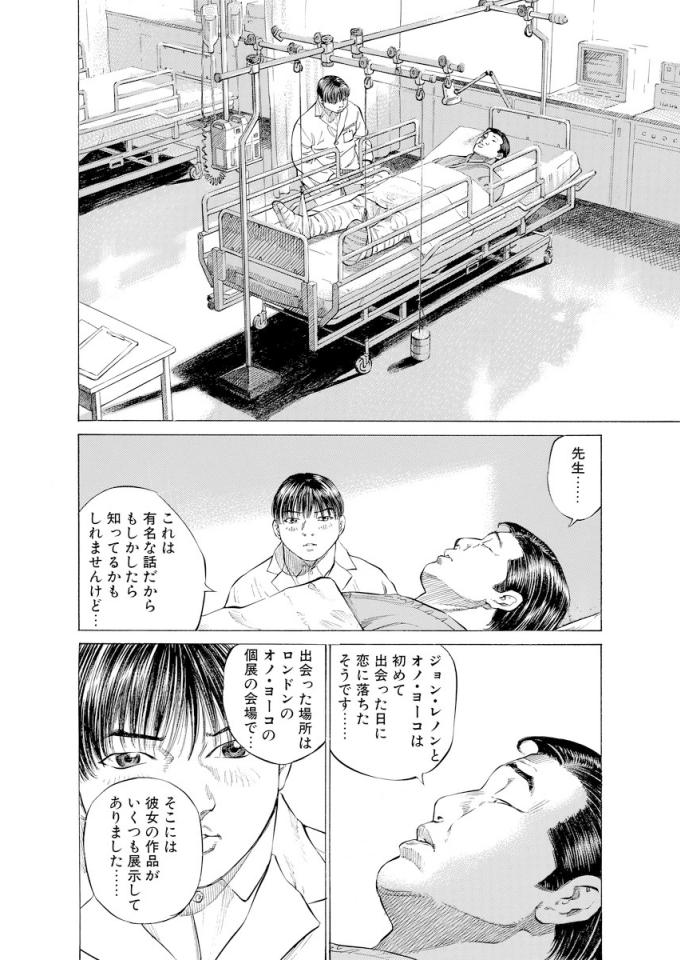 先生……
これは
有名な話だから
もしかしたら
知ってるかも
しれませんけど…
ジョン・レノンと
オノ・ヨーコは
初めて
出会った日に
恋に落ちた
そうです……
出会った場所は
ロンドンの
オノ・ヨーコの
個展の会場で…
そこには
彼女の作品が
いくつも展示して
ありました……